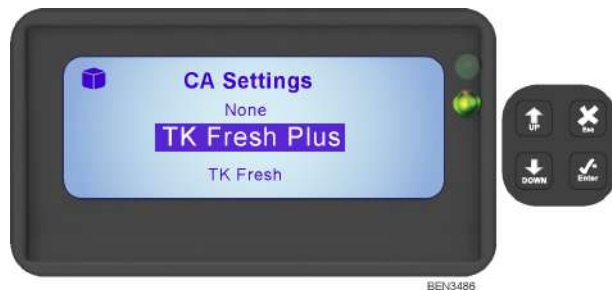 CA Settings
None
TK Fresh Plus
TK Fresh
UP
Esc
DOWN
Enter
BEN3486